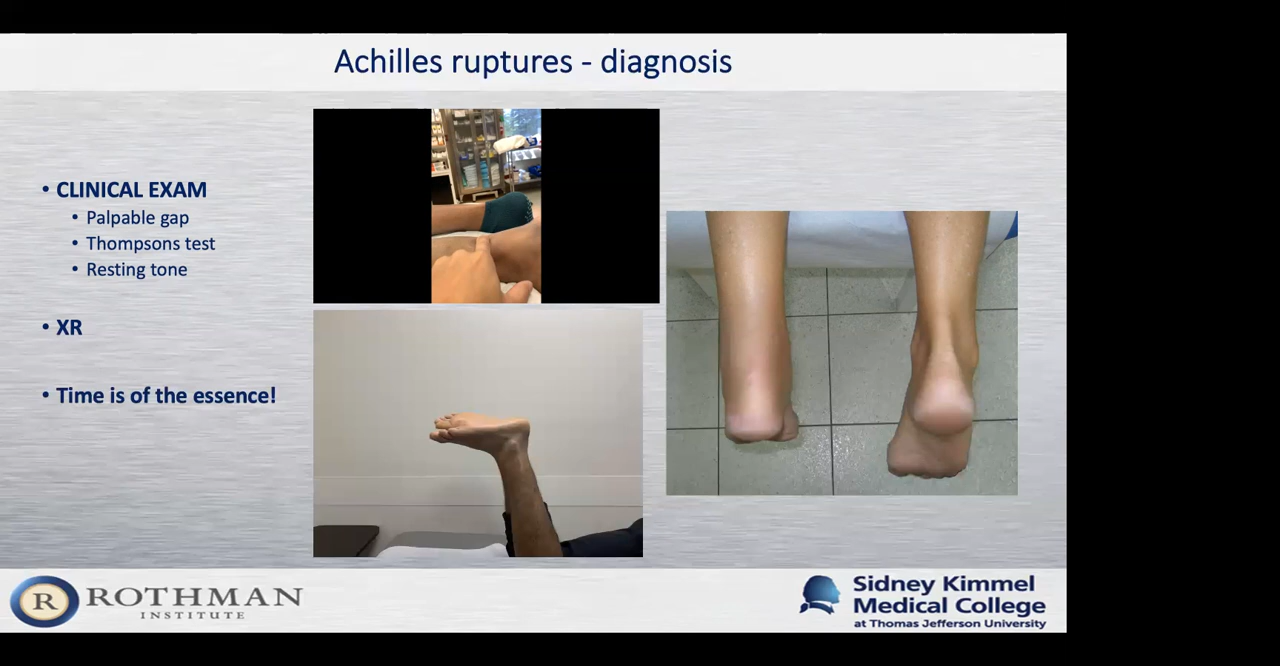 Achilles ruptures - diagnosis
• CLINICAL EXAM
• Palpable gap
• Thompsons test
• Resting tone
• XR
• Time is of the essence!
R ROTHMAN
INSTITUTE
Sidney Kimmel
Medical College
at Thomas Jefferson University